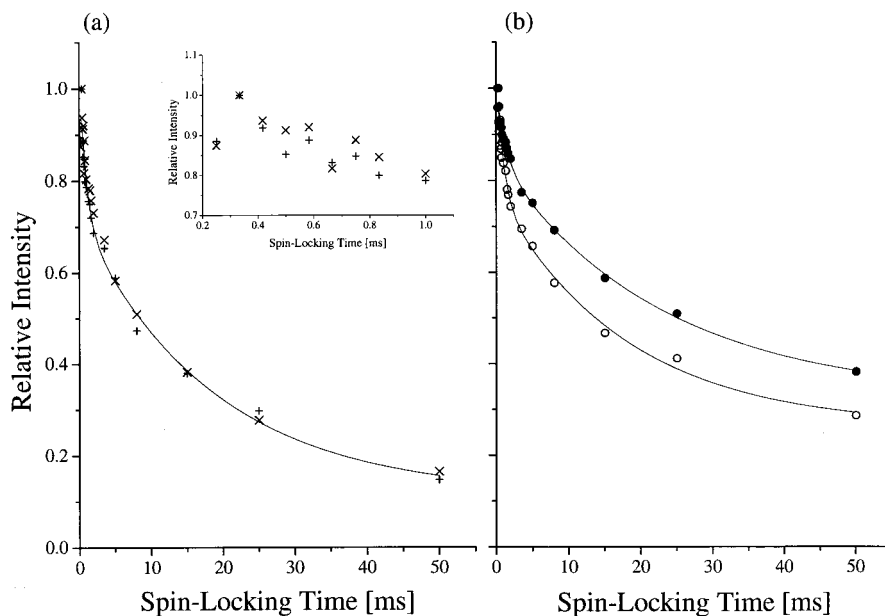 (a)
(b)
1.0
0.8
0.6
0.4
0.2
0.0
Relative Intensity
0 10 20 30 40 50
Spin-Locking Time [ms]
1.1
1.0
0.9
0.8
0.7
Relative Intensity
0.2 0.4 0.6 0.8 1.0
Spin-Locking Time [ms]
0 10 20 30 40 50
Spin-Locking Time [ms]